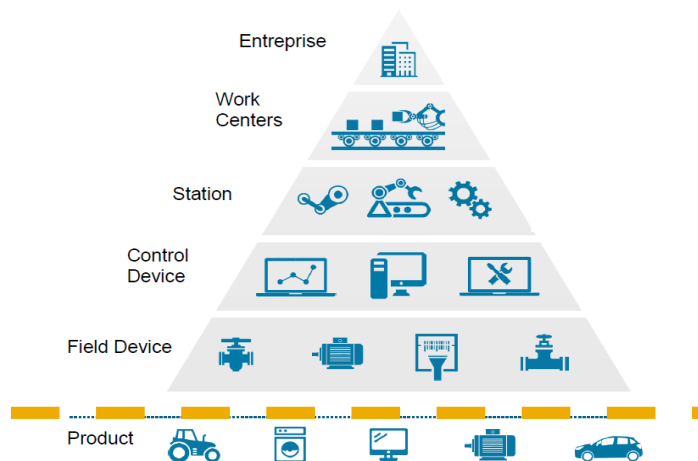 Entreprise
Work
Centers
Station
Control
Device
Field Device
Product